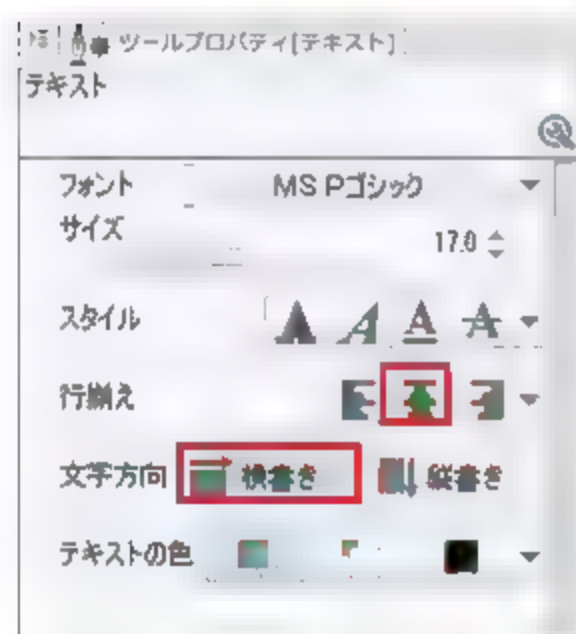 ツールプロパティ[テキスト]
テキスト
フォント MS Pゴシック
サイズ 17.0
スタイル A A A A
行揃え
文字方向 横書き 縦書き
テキストの色